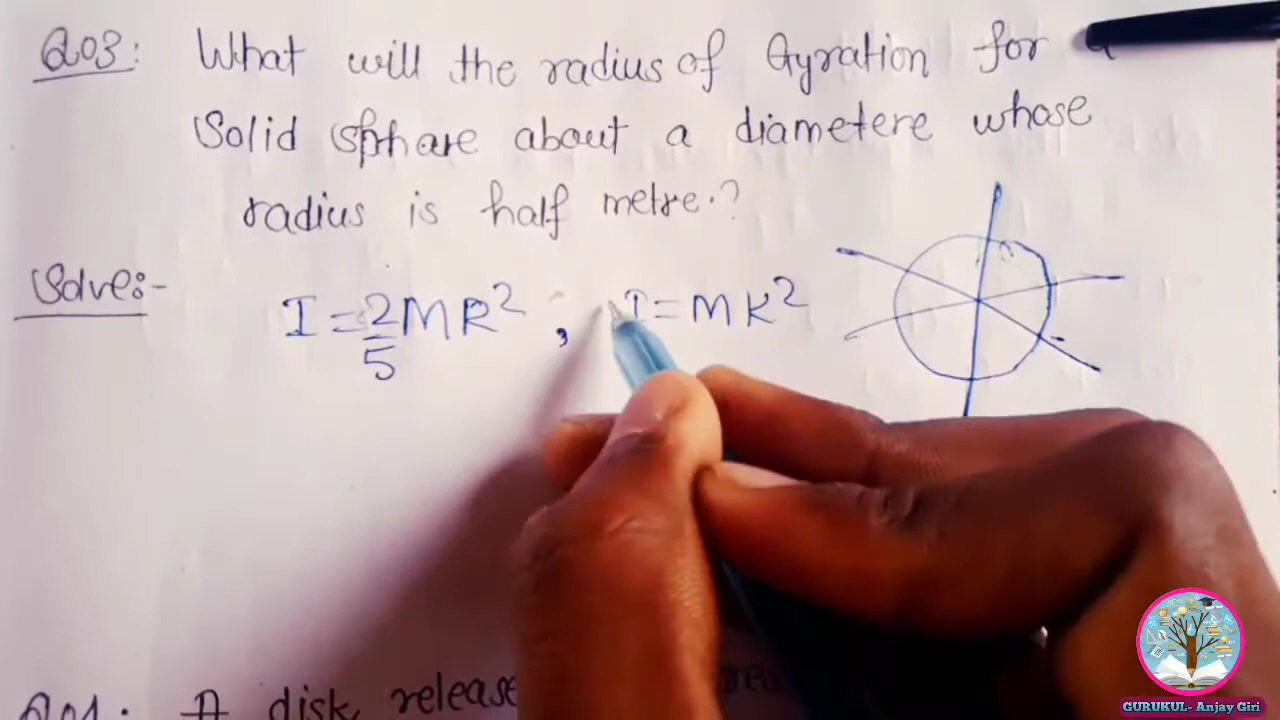 Q03: What will the radius of Gyration for a
Solid Sphare about a diametere whose
radius is half metre.?
Solve:-
I = 2/5 MR², I = MK²
Q04: A disk release
GURUKUL- Anjay Giri